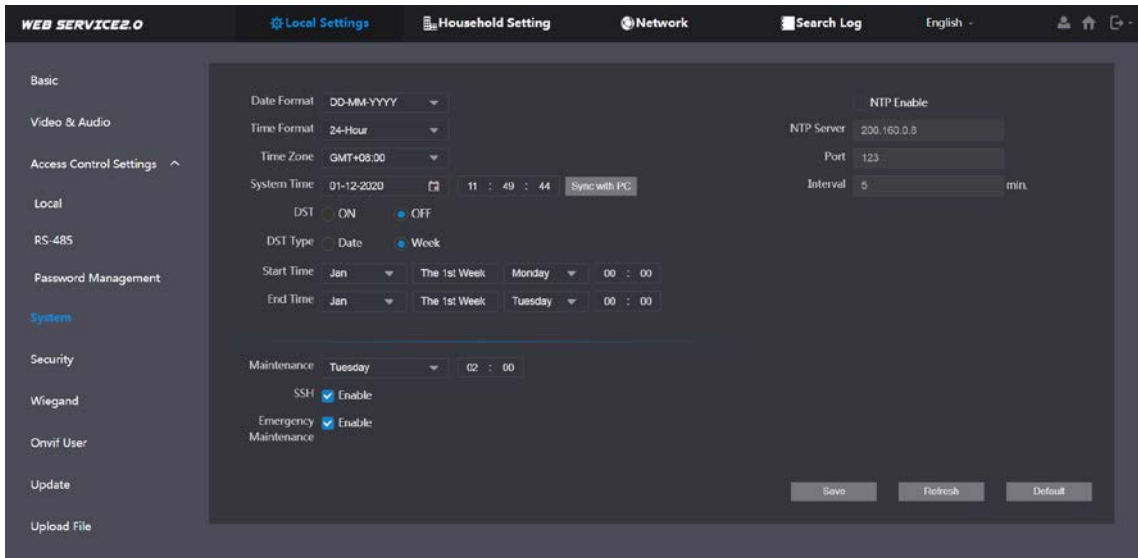 WEB SERVICE2.0 Local Settings Household Setting Network Search Log English
Basic
Video & Audio
Access Control Settings
Local
RS-485
Password Management
System
Security
Wiegand
Onvif User
Update
Upload File
Date Format DD-MM-YYYY
Time Format 24-Hour
Time Zone GMT+08:00
System Time 01-12-2020 11 : 49 : 44 Sync with PC
DST ON OFF
DST Type Date Week
Start Time Jan The 1st Week Monday 00 : 00
End Time Jan The 1st Week Tuesday 00 : 00
Maintenance Tuesday 02 : 00
SSH Enable
Emergency Maintenance Enable
NTP Enable
NTP Server 200.160.0.8
Port 123
Interval 5 min.
Save Refresh Default